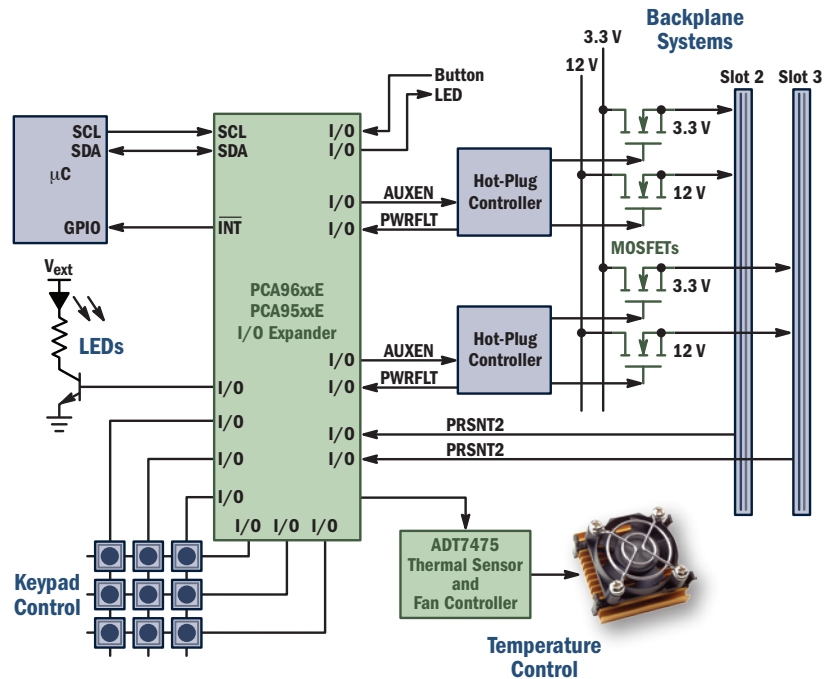 Backplane
Systems
3.3 V
12 V
Slot 2
Slot 3
Button
LED
SCL
SDA
μC
GPIO
SCL
SDA
INT
I/O
I/O
I/O
I/O
AUXEN
PWRFLT
Hot-Plug
Controller
3.3 V
12 V
MOSFETs
3.3 V
12 V
Vext
LEDs
PCA96xxE
PCA95xxE
I/O Expander
I/O
I/O
AUXEN
PWRFLT
Hot-Plug
Controller
I/O
I/O
I/O
I/O
I/O
I/O
PRSNT2
PRSNT2
I/O I/O I/O
Keypad
Control
ADT7475
Thermal Sensor
and
Fan Controller
Temperature
Control